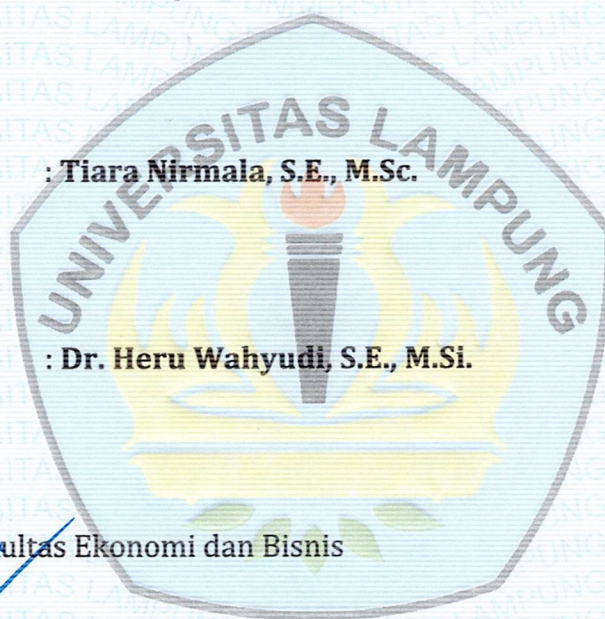 UNIVERSITAS LAMPUNG
: Tiara Nirmala, S.E., M.Sc.
: Dr. Heru Wahyudi, S.E., M.Si.
ultas Ekonomi dan Bisnis